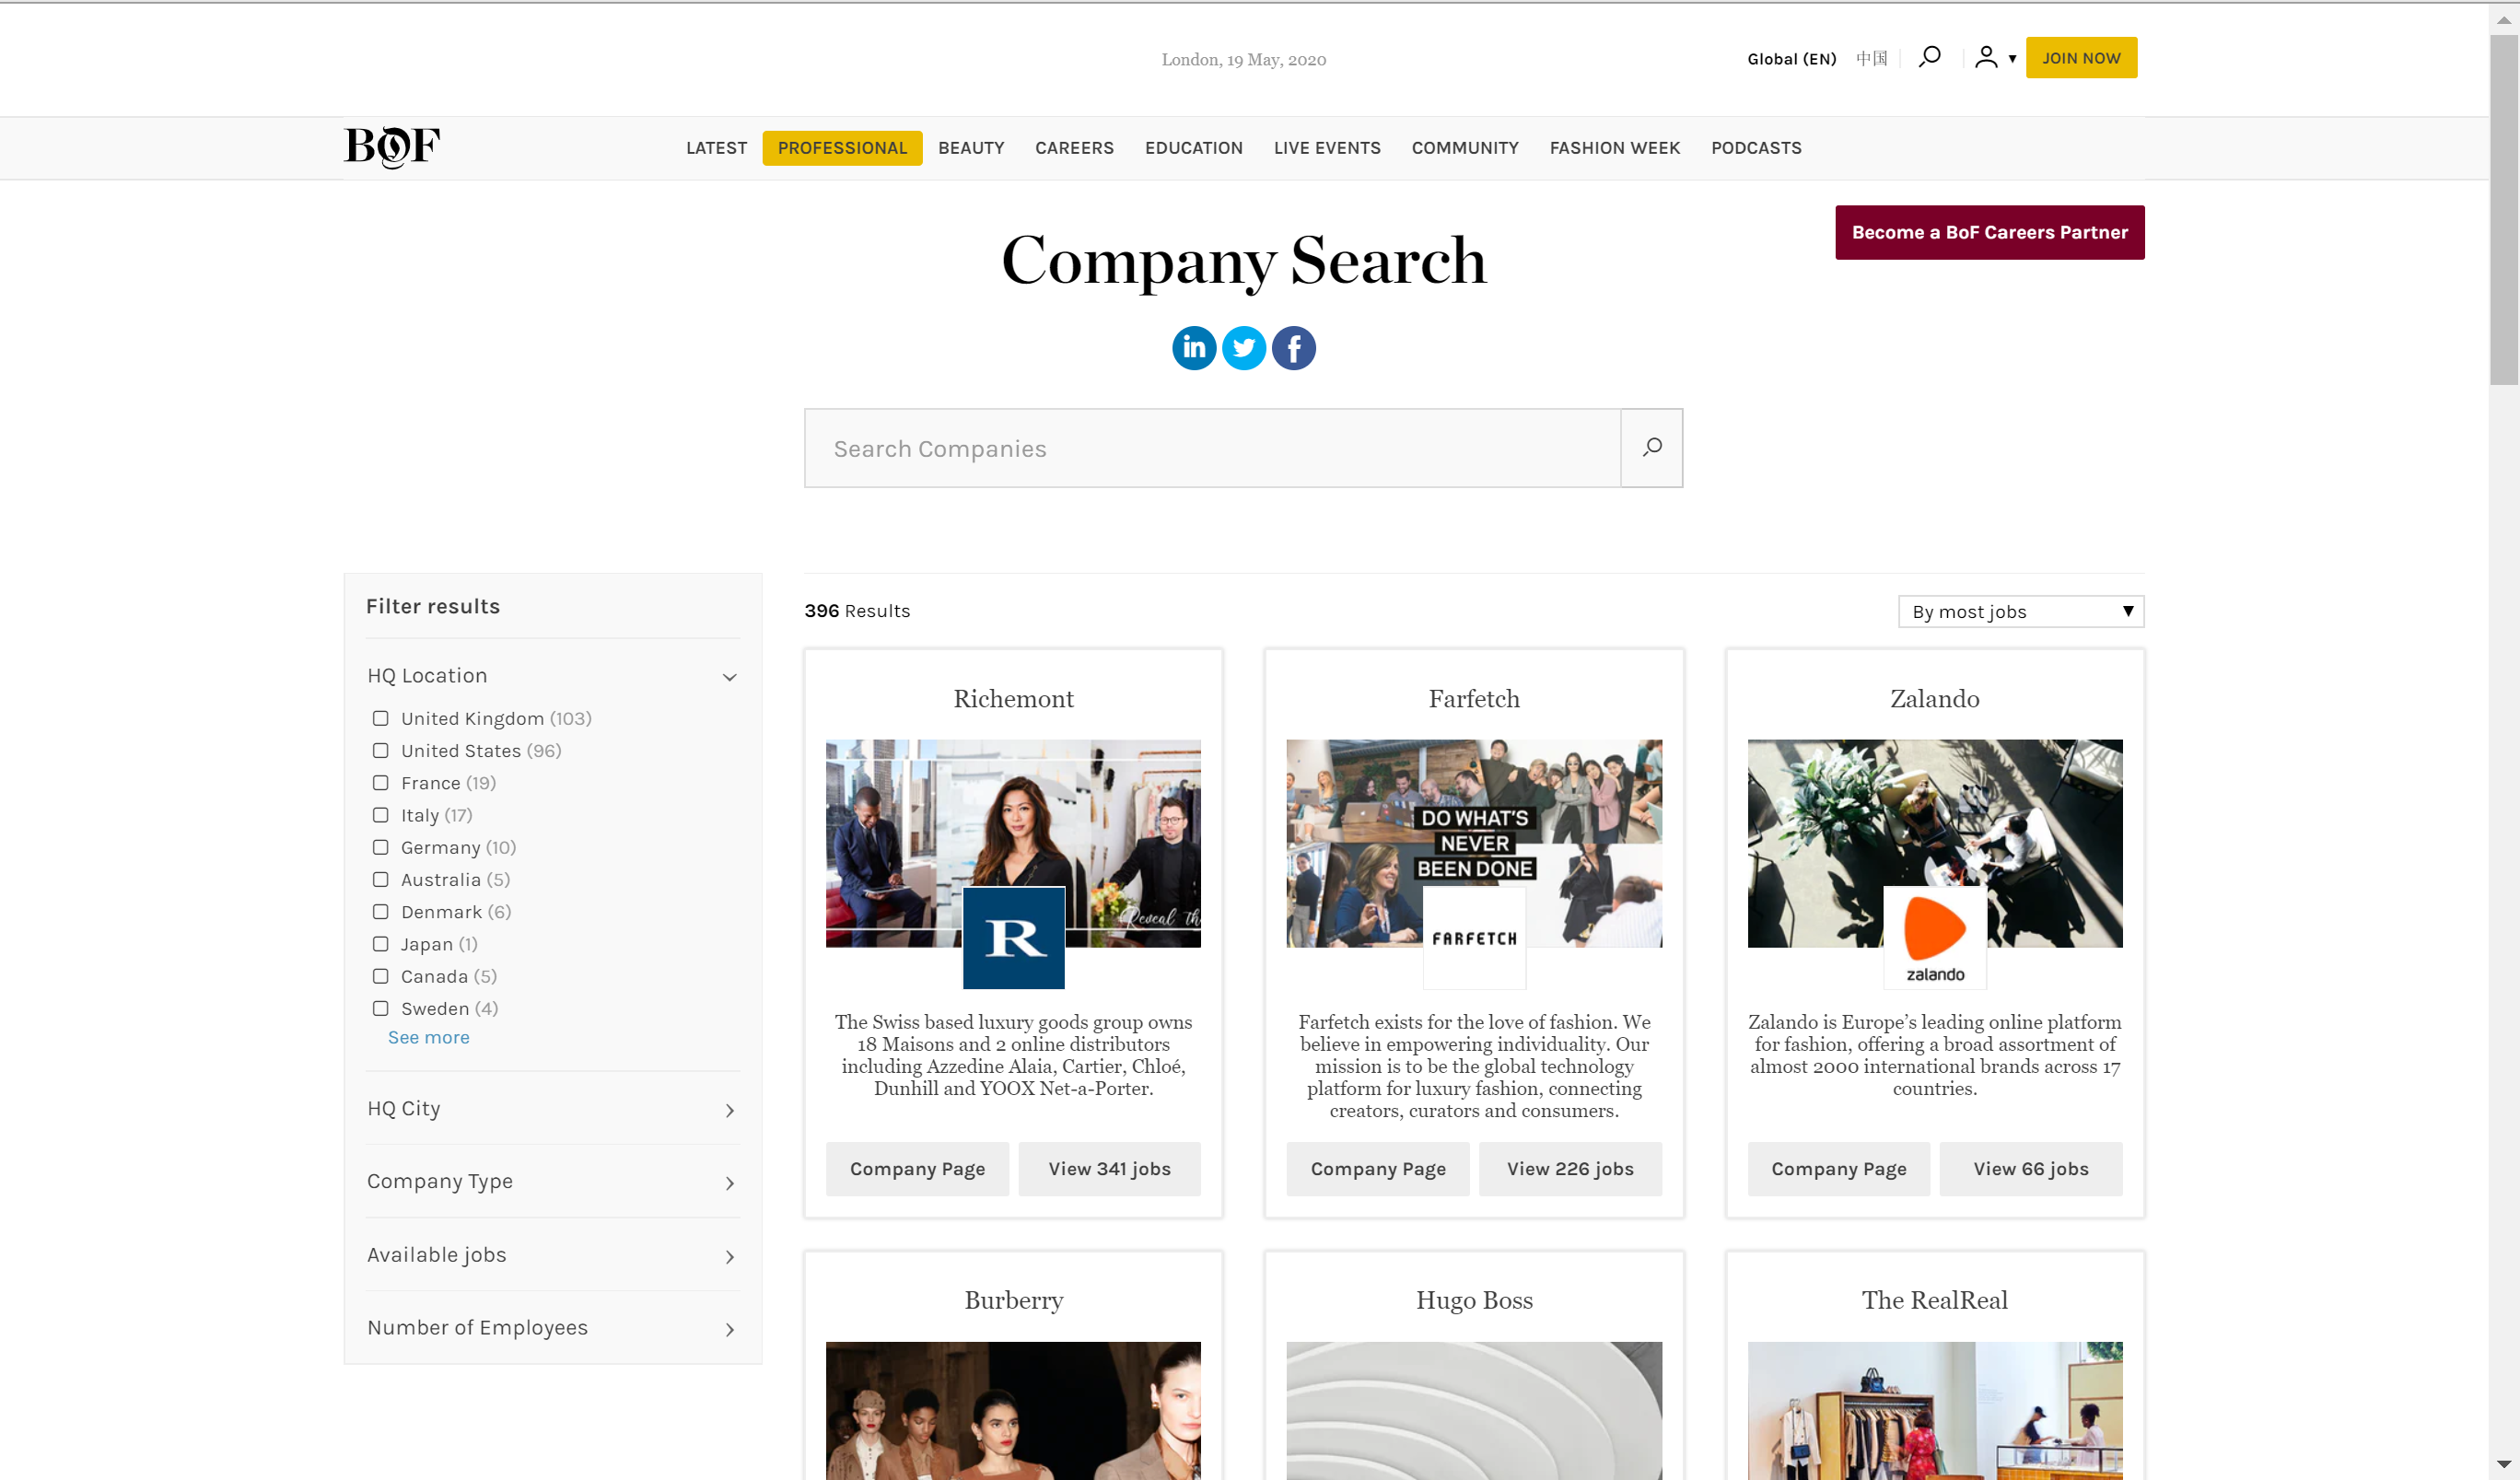 London, 19 May, 2020
Global (EN) 中国
JOIN NOW
BOF
LATEST PROFESSIONAL BEAUTY CAREERS EDUCATION LIVE EVENTS COMMUNITY FASHION WEEK PODCASTS
Become a BoF Careers Partner
Company Search
in
f
Search Companies
Filter results
HQ Location
United Kingdom (103)
United States (96)
France (19)
Italy (17)
Germany (10)
Australia (5)
Denmark (6)
Japan (1)
Canada (5)
Sweden (4)
See more
HQ City
Company Type
Available jobs
Number of Employees
396 Results
By most jobs
Richemont
Reveal
R
The Swiss based luxury goods group owns
18 Maisons and 2 online distributors
including Azzedine Alaia, Cartier, Chloé,
Dunhill and YOOX Net-a-Porter.
Company Page
View 341 jobs
Farfetch
DO WHAT'S
NEVER
BEEN DONE
FARFETCH
Farfetch exists for the love of fashion. We
believe in empowering individuality. Our
mission is to be the global technology
platform for luxury fashion, connecting
creators, curators and consumers.
Company Page
View 226 jobs
Zalando
zalando
Zalando is Europe's leading online platform
for fashion, offering a broad assortment of
almost 2000 international brands across 17
countries.
Company Page
View 66 jobs
Burberry
Hugo Boss
The RealReal